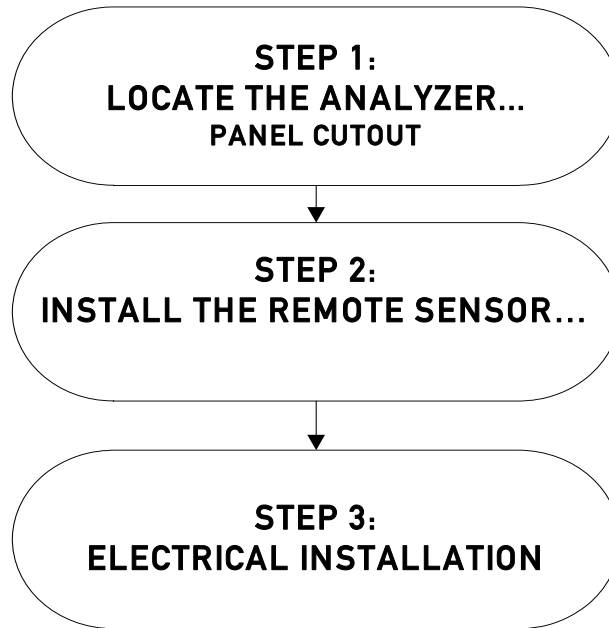 STEP 1:
LOCATE THE ANALYZER...
PANEL CUTOUT
STEP 2:
INSTALL THE REMOTE SENSOR...
STEP 3:
ELECTRICAL INSTALLATION